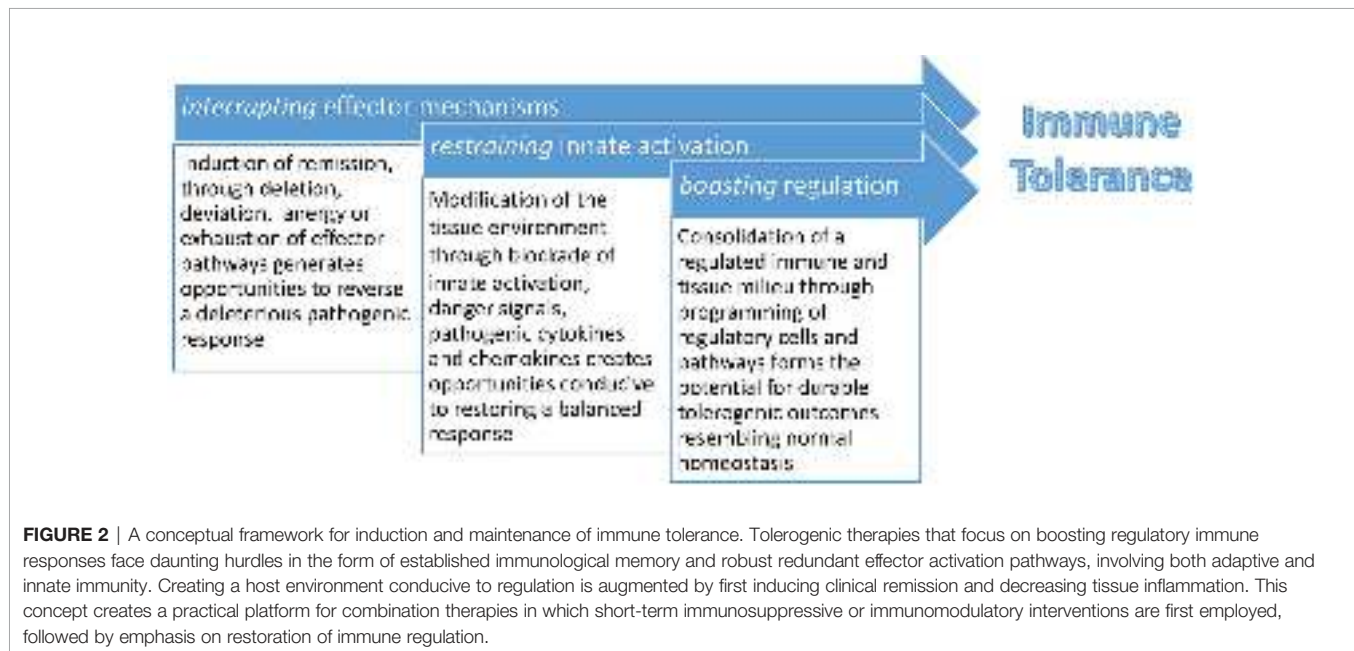 interrupting effector mechanisms
restraining innate activation
boosting regulation
Immune
Tolerance
Induction of remission,
through deletion,
deviation, anergy or
exhaustion of effector
pathways generates
opportunities to reverse
a deleterious pathogenic
response
Modification of the
tissue environment
through blockade of
innate activation,
danger signals,
pathogenic cytokines
and chemokines creates
opportunities conducive
to restoring a balanced
response
Consolidation of a
regulated immune and
tissue milieu through
programming of
regulatory cells and
pathways forms the
potential for durable
tolerogenic outcomes
resembling normal
homeostasis
FIGURE 2 | A conceptual framework for induction and maintenance of immune tolerance. Tolerogenic therapies that focus on boosting regulatory immune
responses face daunting hurdles in the form of established immunological memory and robust redundant effector activation pathways, involving both adaptive and
innate immunity. Creating a host environment conducive to regulation is augmented by first inducing clinical remission and decreasing tissue inflammation. This
concept creates a practical platform for combination therapies in which short-term immunosuppressive or immunomodulatory interventions are first employed,
followed by emphasis on restoration of immune regulation.